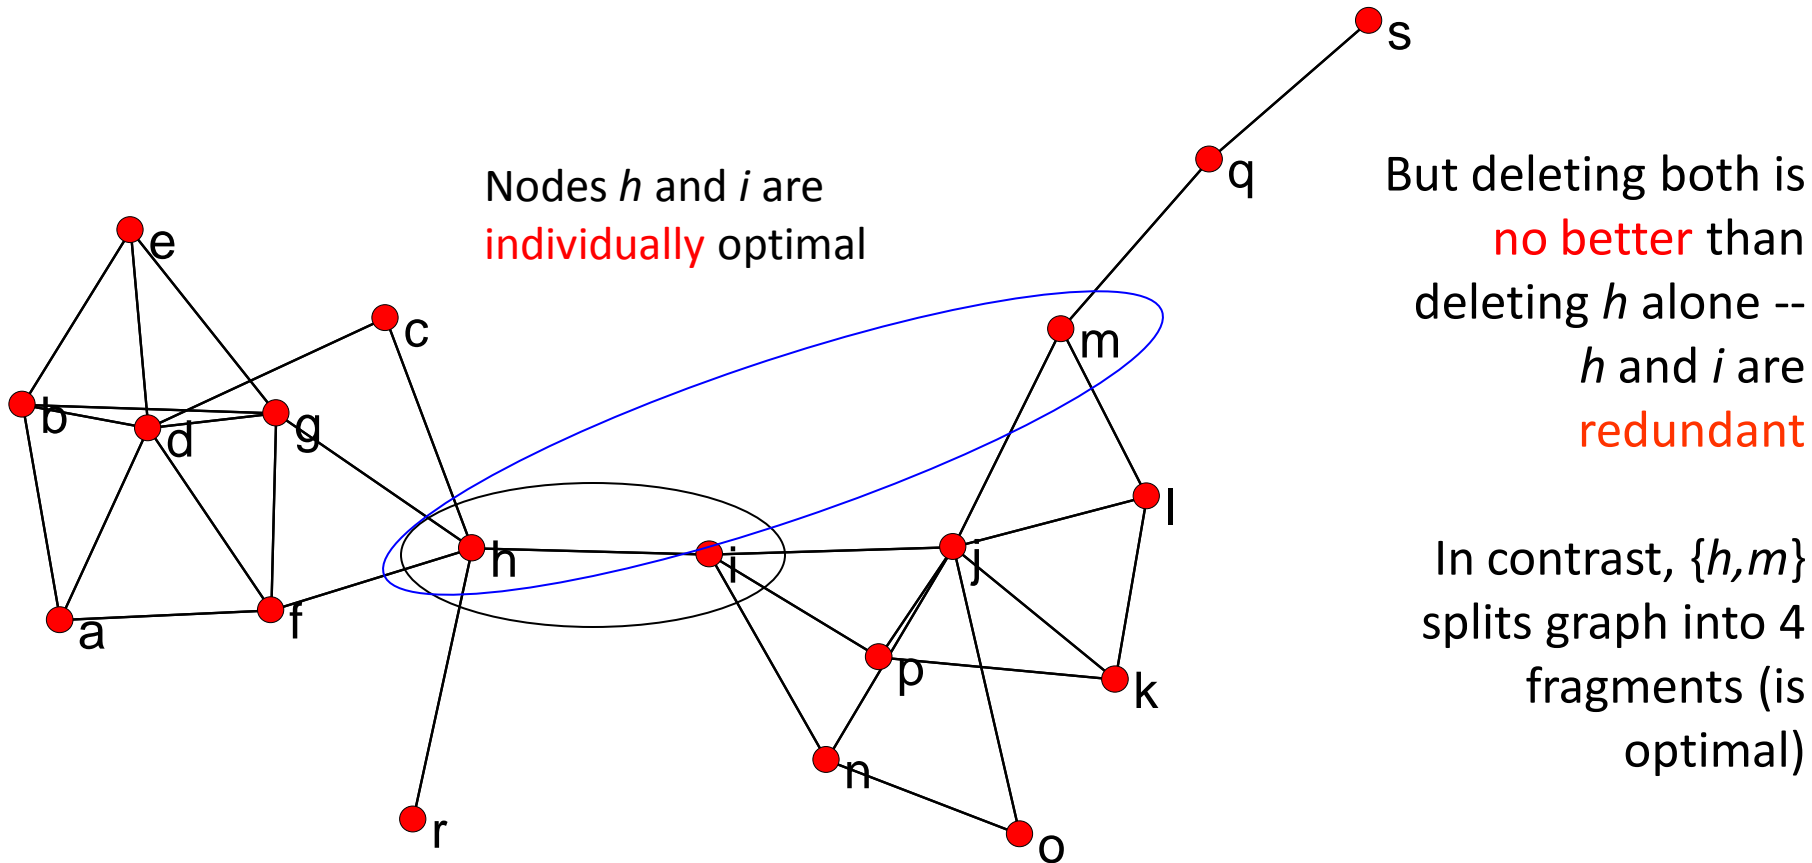 s
q
Nodes h and i are
individually optimal
But deleting both is
no better than
deleting h alone --
h and i are
redundant
In contrast, {h,m}
splits graph into 4
fragments (is
optimal)
e
c
m
b
d
g
l
h
i
j
a
f
p
k
n
r
o